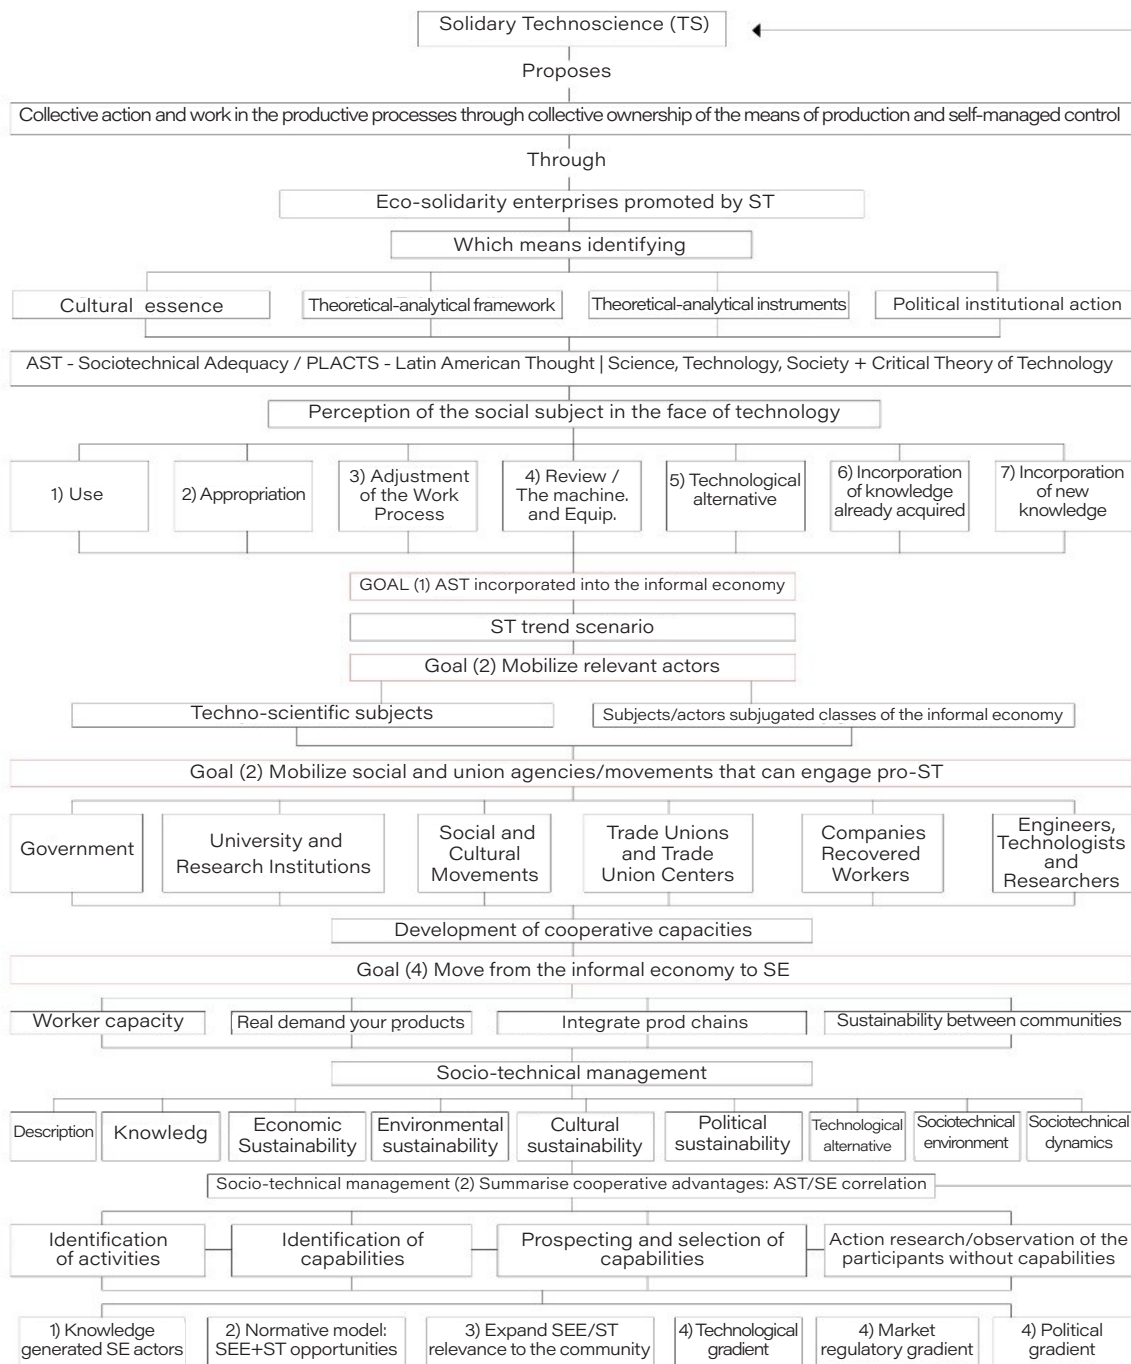 Solidary Technoscience (TS)
Proposes
Collective action and work in the productive processes through collective ownership of the means of production and self-managed control
Through
Eco-solidarity enterprises promoted by ST
Which means identifying
Cultural essence
Theoretical-analytical framework
Theoretical-analytical instruments
Political institutional action
AST - Sociotechnical Adequacy / PLACTS - Latin American Thought | Science, Technology, Society + Critical Theory of Technology
Perception of the social subject in the face of technology
1) Use
2) Appropriation
3) Adjustment
of the Work
Process
4) Review /
The machine.
and Equip.
5) Technological
alternative
6) Incorporation
of knowledge
already acquired
7) Incorporation
of new
knowledge
GOAL (1) AST incorporated into the informal economy
ST trend scenario
Goal (2) Mobilize relevant actors
Techno-scientific subjects
Subjects/actors subjugated classes of the informal economy
Goal (2) Mobilize social and union agencies/movements that can engage pro-ST
Government
University and
Research Institutions
Social and
Cultural
Movements
Trade Unions
and Trade
Union Centers
Companies
Recovered
Workers
Engineers,
Technologists
and
Researchers
Development of cooperative capacities
Goal (4) Move from the informal economy to SE
Worker capacity
Real demand your products
Integrate prod chains
Sustainability between communities
Socio-technical management
Description
Knowledg
Economic
Sustainability
Environmental
sustainability
Cultural
sustainability
Political
sustainability
Technological
alternative
Sociotechnical
environment
Sociotechnical
dynamics
Socio-technical management (2) Summarise cooperative advantages: AST/SE correlation
Identification
of activities
Identification of
capabilities
Prospecting and selection of
capabilities
Action research/observation of the
participants without capabilities
1) Knowledge
generated SE actors
2) Normative model:
SEE+ST opportunities
3) Expand SEE/ST
relevance to the community
4) Technological
gradient
4) Market
regulatory gradient
4) Political
gradient